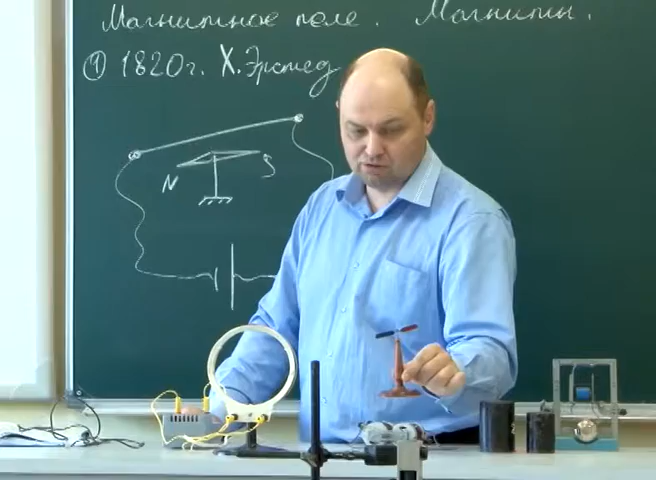 Магнитное поле. Магниты.
① 1820г. Х. Эрстед
N S